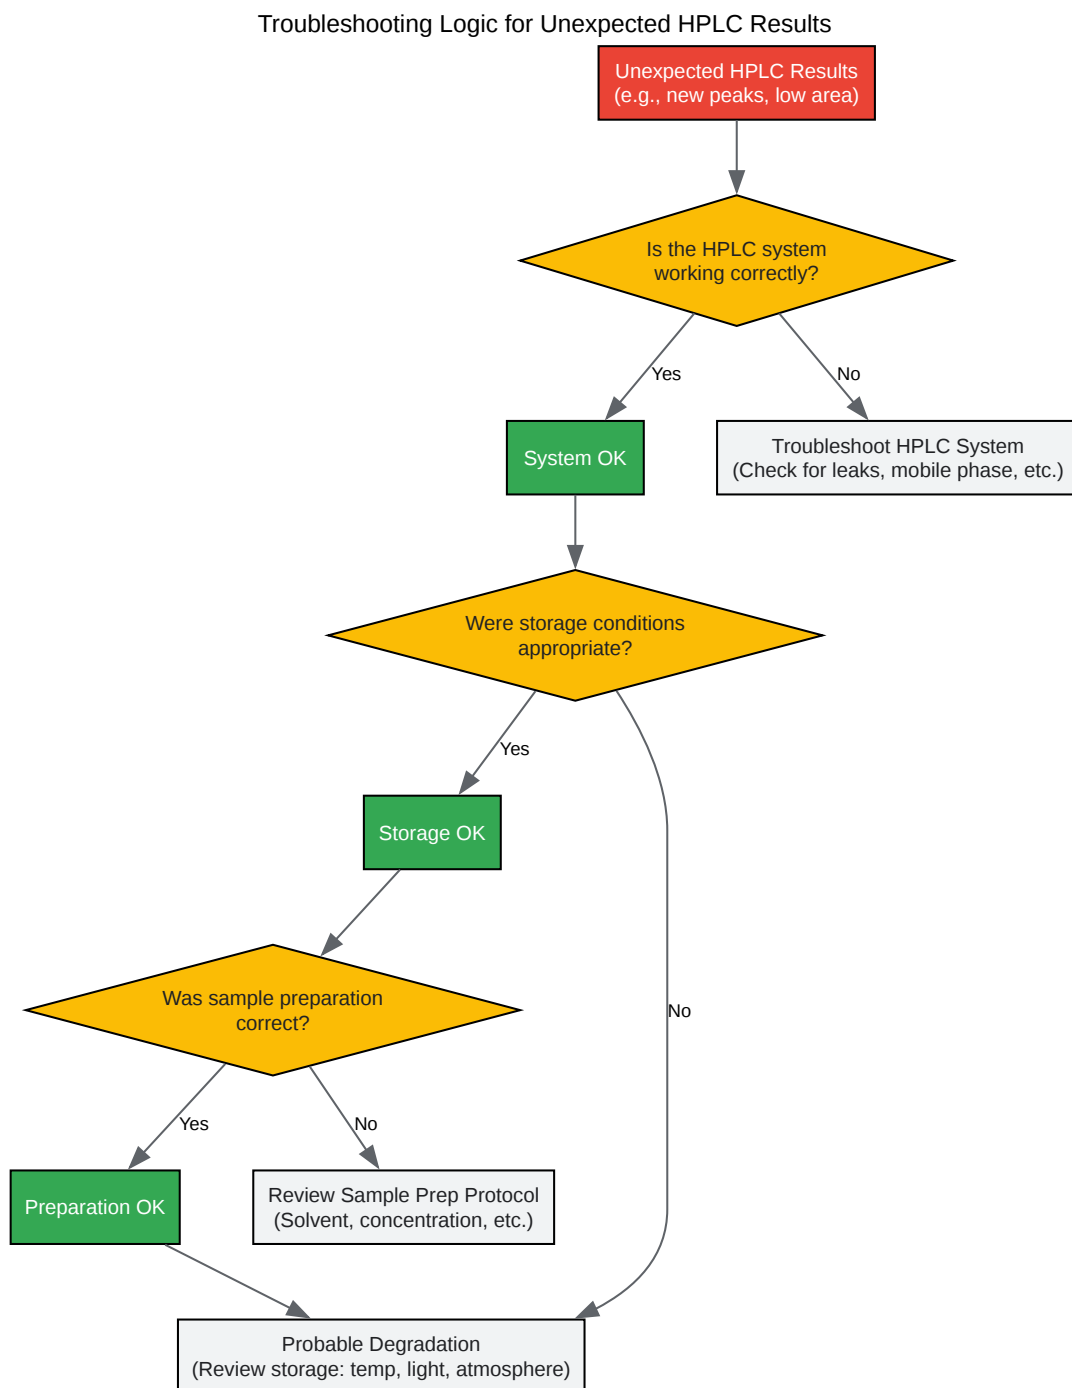 Troubleshooting Logic for Unexpected HPLC Results
Unexpected HPLC Results
(e.g., new peaks, low area)
Is the HPLC system
working correctly?
Yes
No
System OK
Troubleshoot HPLC System
(Check for leaks, mobile phase, etc.)
Were storage conditions
appropriate?
Yes
No
Storage OK
Was sample preparation
correct?
Yes
No
Preparation OK
Review Sample Prep Protocol
(Solvent, concentration, etc.)
Probable Degradation
(Review storage: temp, light, atmosphere)